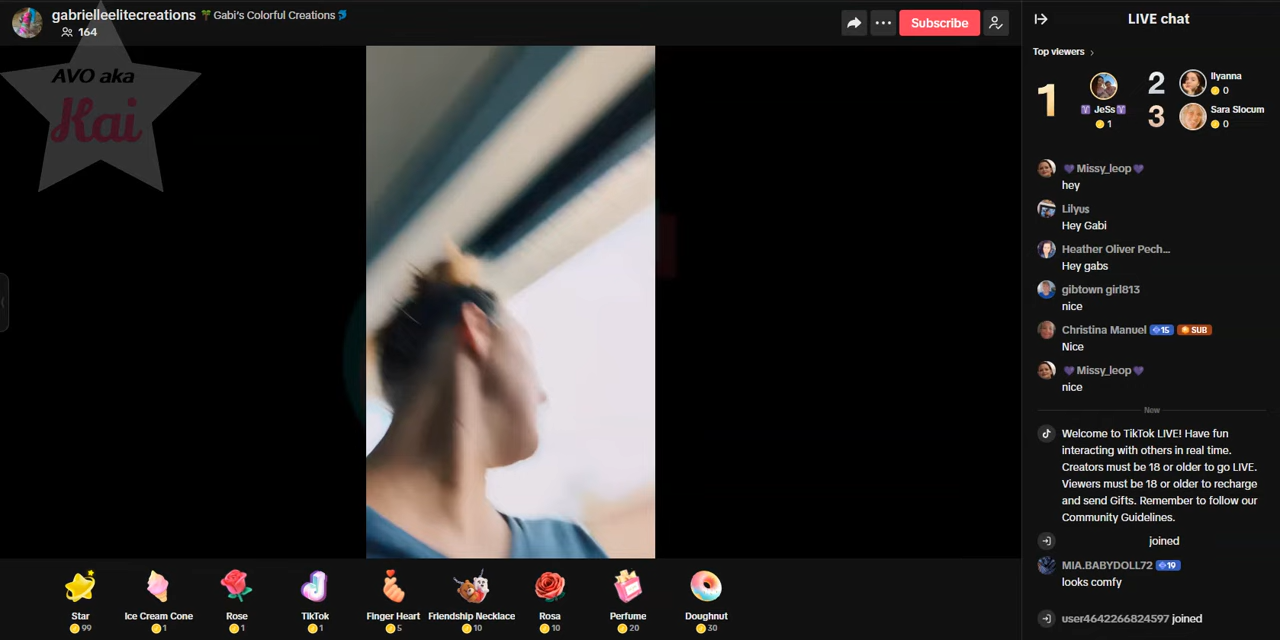 gabrielleelitecreations 🌴Gabi's Colorful Creations🦜
164
Subscribe
AVO aka
Kai
LIVE chat
Top viewers >
1
♈ JeSs ♈
1
2
Ilyanna
0
3
Sara Slocum
0
💜Missy_leop💜
hey
Lilyus
Hey Gabi
Heather Oliver Pech...
Hey gabs
gibtown girl813
nice
Christina Manuel 15 SUB
Nice
💜Missy_leop💜
nice
New
Welcome to TikTok LIVE! Have fun
interacting with others in real time.
Creators must be 18 or older to go LIVE.
Viewers must be 18 or older to recharge
and send Gifts. Remember to follow our
Community Guidelines.
joined
MIA.BABYDOLL72 19
looks comfy
user4642266824597 joined
Star
99
Ice Cream Cone
1
Rose
1
TikTok
1
Finger Heart
5
Friendship Necklace
10
Rosa
10
Perfume
20
Doughnut
30